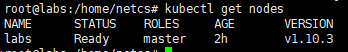 root@labs:/home/netcs# kubectl get nodes
NAME STATUS ROLES AGE VERSION
labs Ready master 2h v1.10.3
root@labs:/home/netcs#